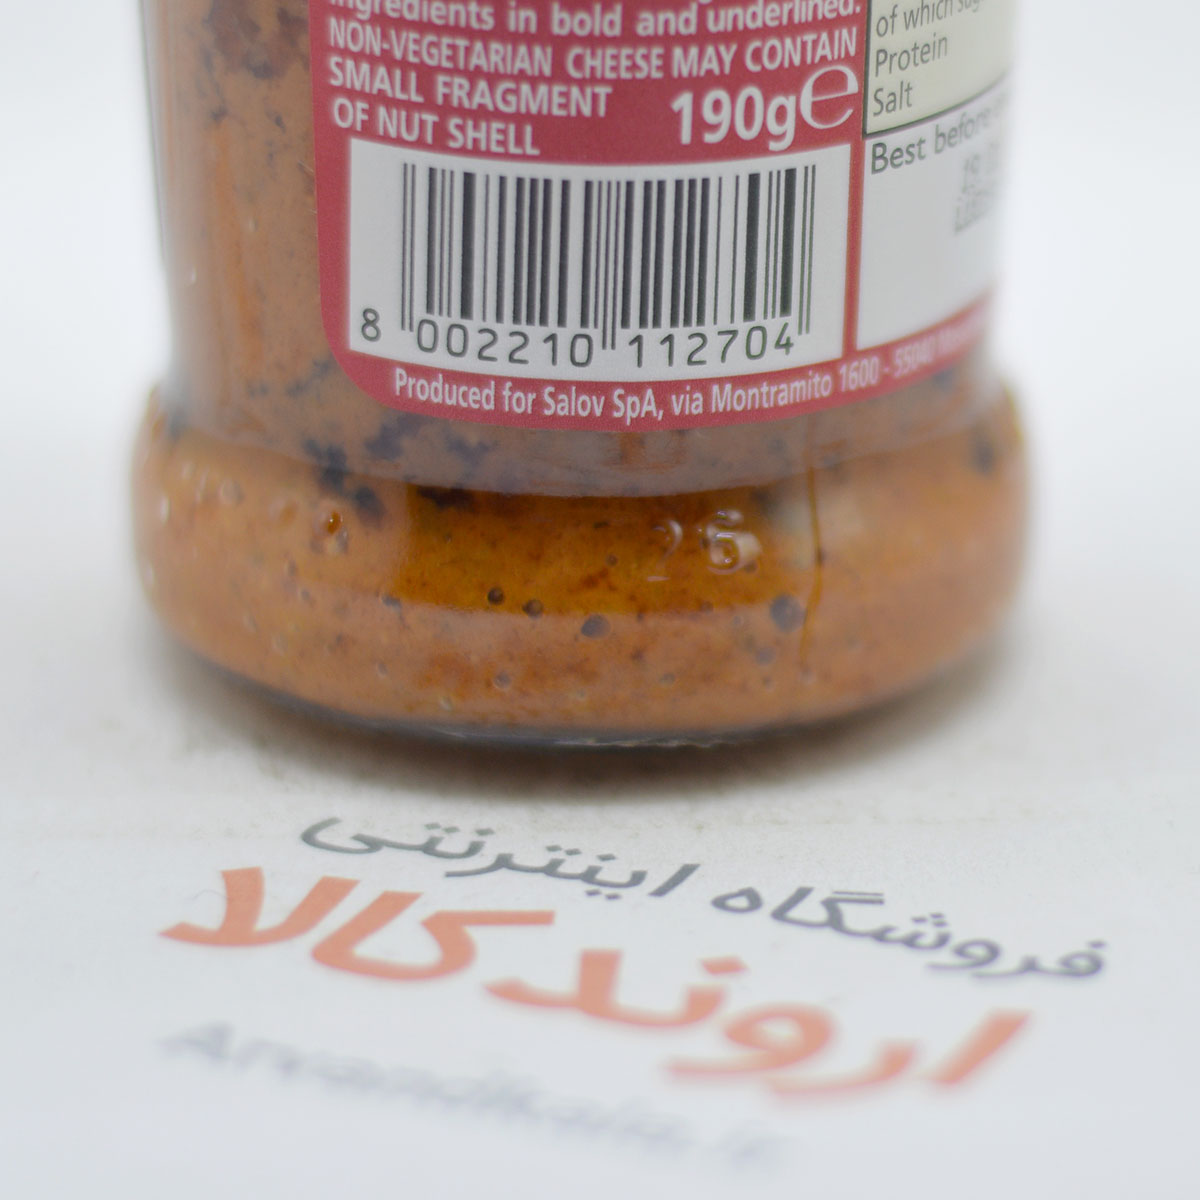 ingredients in bold and underlined.
NON-VEGETARIAN CHEESE MAY CONTAIN
SMALL FRAGMENT
OF NUT SHELL
190g℮
8 002210 112704
Produced for Salov SpA, via Montramito 1600 - 55040
of which
Protein
Salt
Best before
26
فروشگاه اینترنتی
اروند کالا
Arvandkala.ir